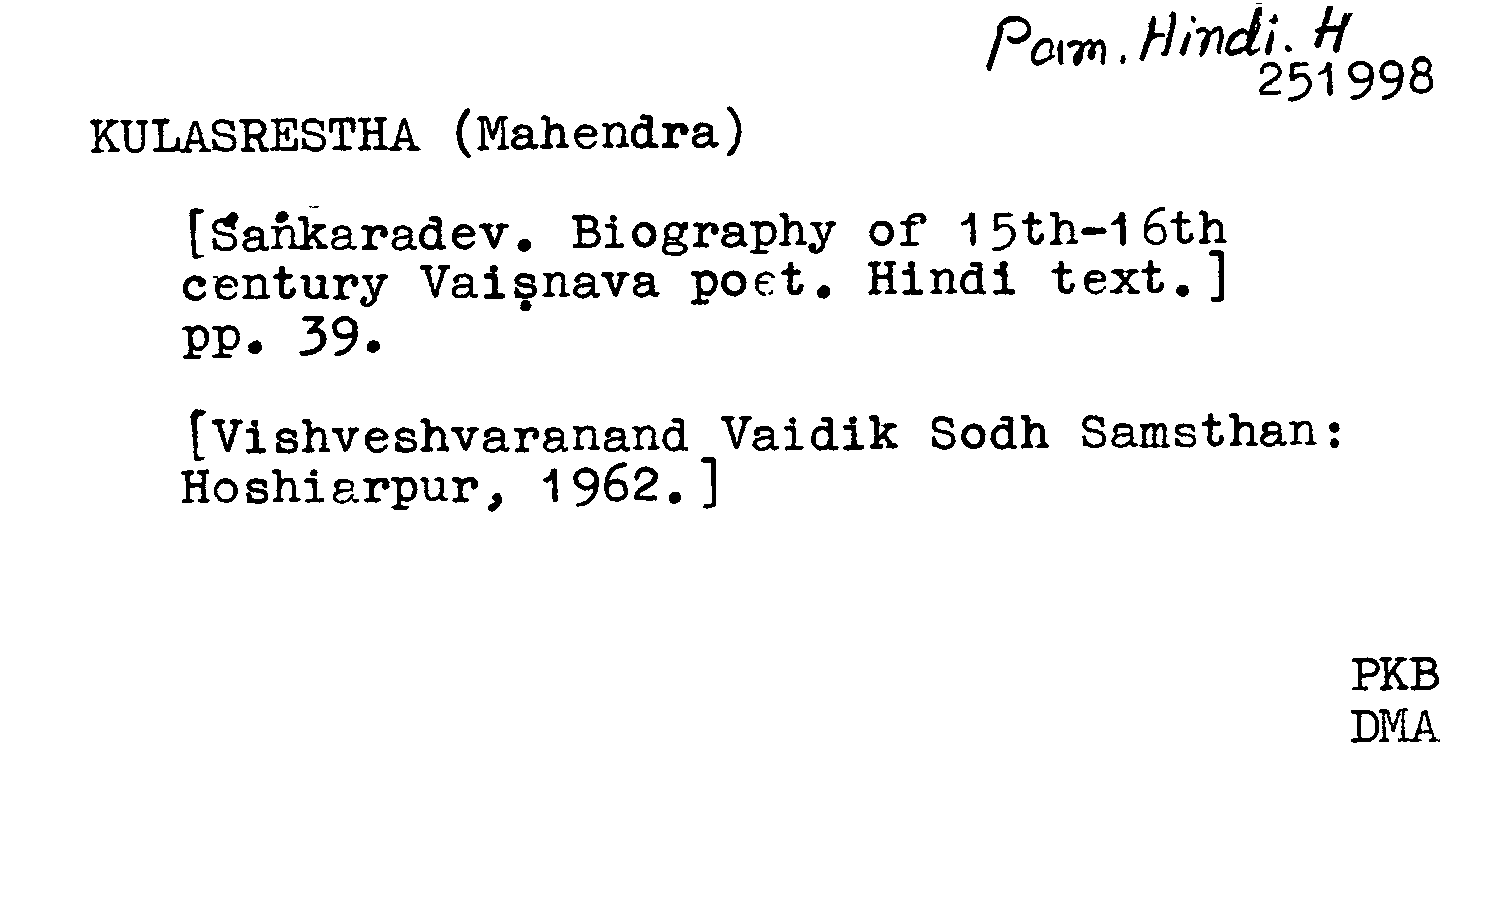 Pam. Hindi. H
251998
KULASRESTHA (Mahendra)
[Śaṅkaradev. Biography of 15th-16th
century Vaiṣnava poet. Hindi text.]
pp. 39.
[Vishveshvaranand Vaidik Sodh Samsthan:
Hoshiarpur, 1962.]
PKB
DMA